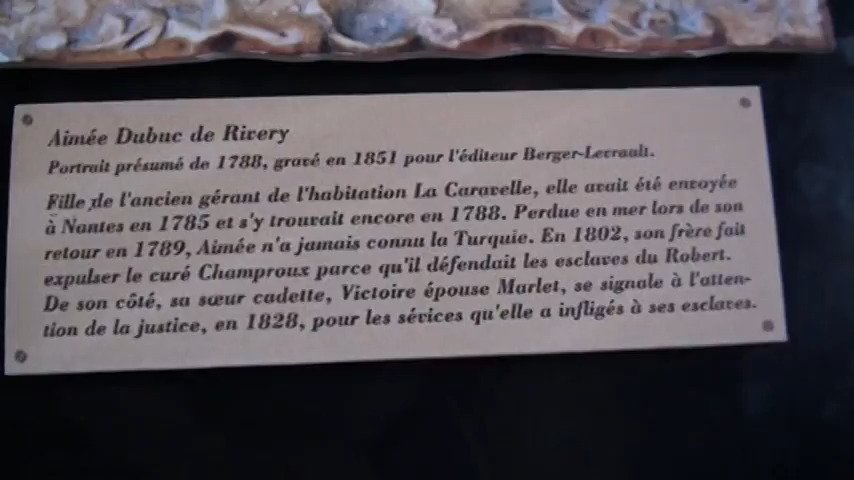 Aimée Dubuc de Rivery
Portrait présumé de 1788, gravé en 1851 pour l'éditeur Berger-Levrault.
Fille de l'ancien gérant de l'habitation La Caravelle, elle avait été envoyée
à Nantes en 1785 et s'y trouvait encore en 1788. Perdue en mer lors de son
retour en 1789, Aimée n'a jamais connu la Turquie. En 1802, son frère fait
expulser le curé Champroux parce qu'il défendait les esclaves du Robert.
De son côté, sa sœur cadette, Victoire épouse Marlet, se signale à l'atten-
tion de la justice, en 1828, pour les sévices qu'elle a infligés à ses esclaves.